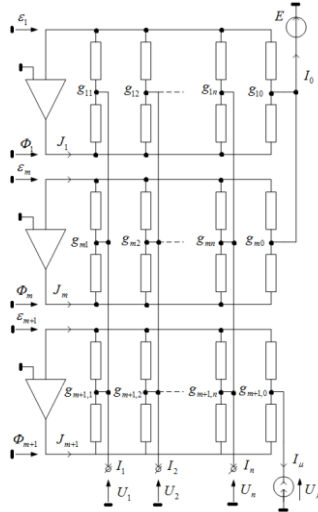 ε1 E
g11 g12 g1n g10 I0
Φ1 J1
εm
gm1 gm2 gmn gm0
Φm Jm
εm+1
gm+1,1 gm+1,2 gm+1,n gm+1,0
Φm+1 Jm+1 I1 I2 In Iμ
U1 U2 Un U